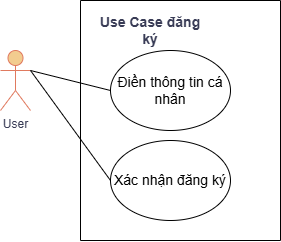 Use Case đăng
ký
Điền thông tin cá
nhân
User
Xác nhận đăng ký